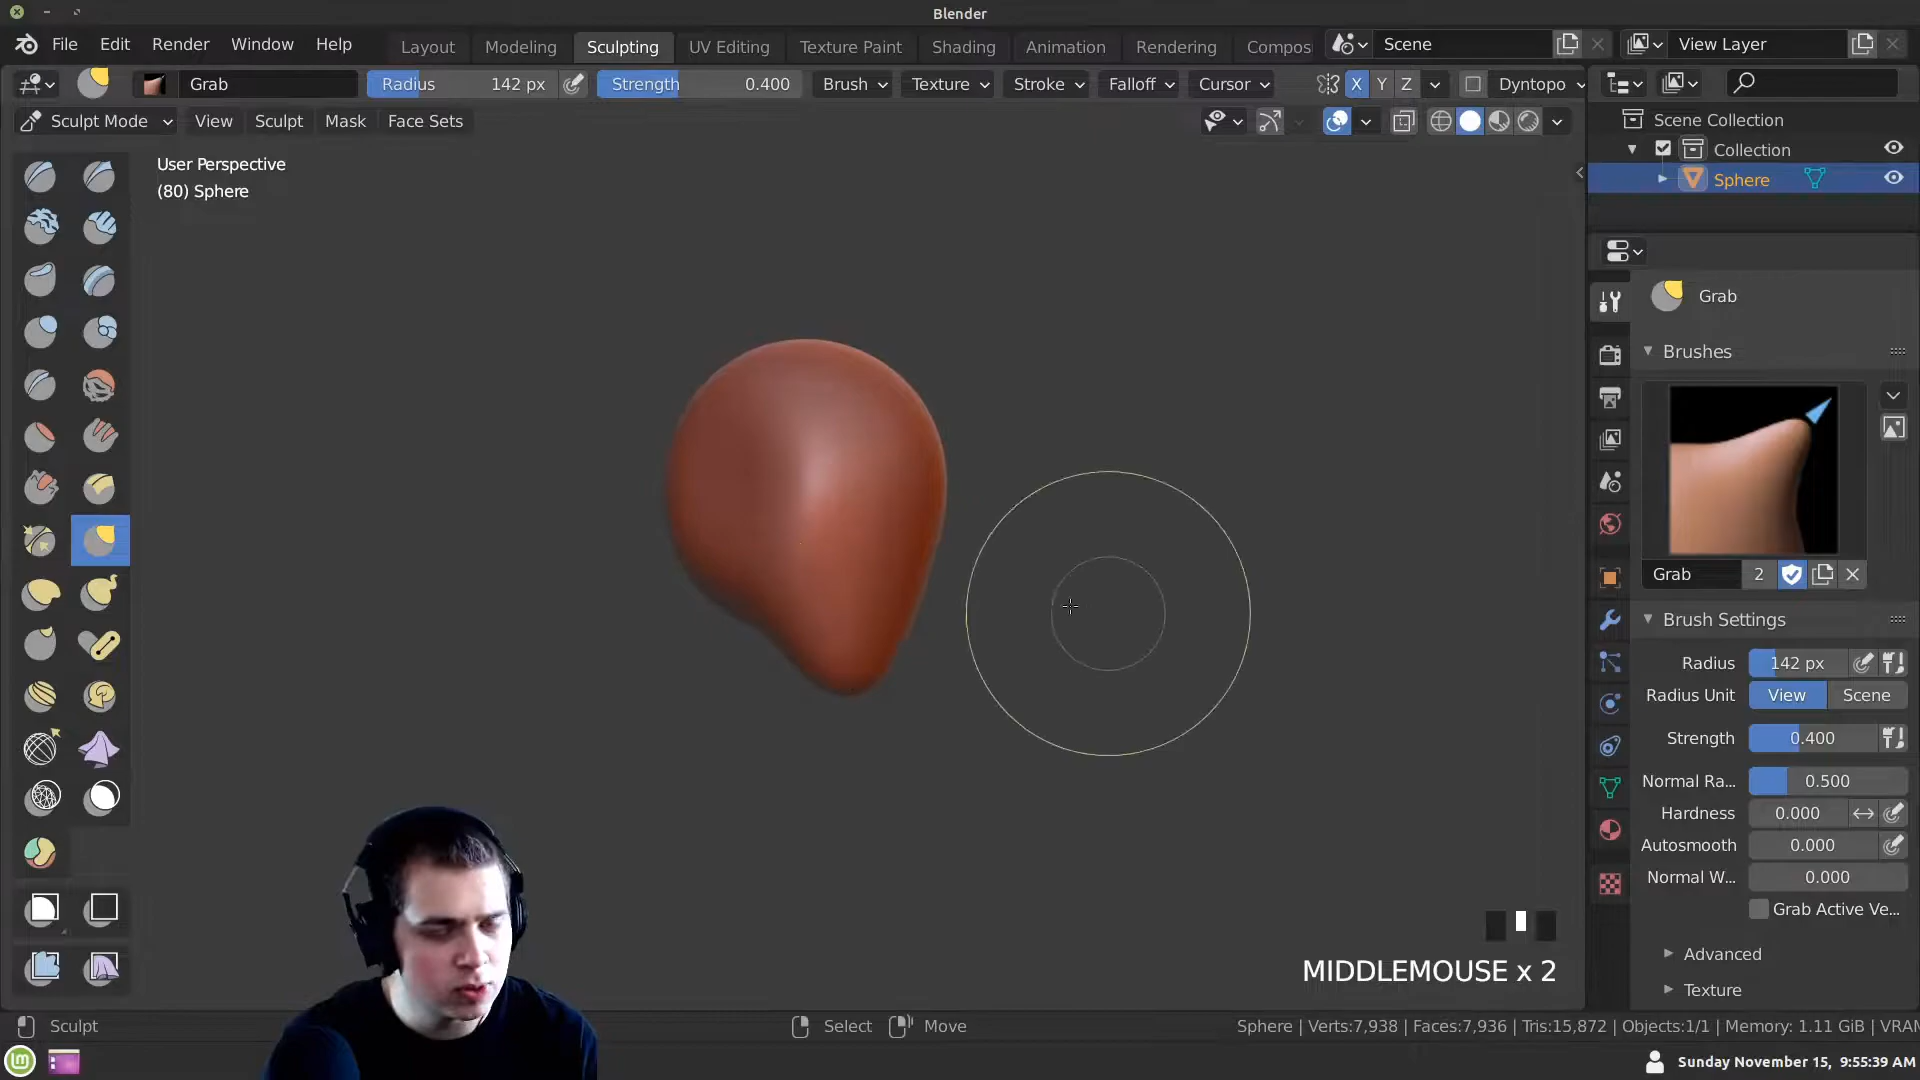 Blender
File Edit Render Window Help Layout Modeling Sculpting UV Editing Texture Paint Shading Animation Rendering Compos Scene View Layer
Grab Radius 142 px Strength 0.400 Brush Texture Stroke Falloff Cursor X Y Z Dyntopo
Sculpt Mode View Sculpt Mask Face Sets
User Perspective
(80) Sphere
Scene Collection
Collection
Sphere
Grab
Brushes
Grab 2
Brush Settings
Radius 142 px
Radius Unit View Scene
Strength 0.400
Normal Ra... 0.500
Hardness 0.000
Autosmooth 0.000
Normal W... 0.000
Grab Active Ve...
Advanced
Texture
MIDDLEMOUSE x 2
Sculpt Select Move Sphere | Verts:7,938 | Faces:7,936 | Tris:15,872 | Objects:1/1 | Memory: 1.11 GiB | VRAM
Sunday November 15, 9:55:39 AM